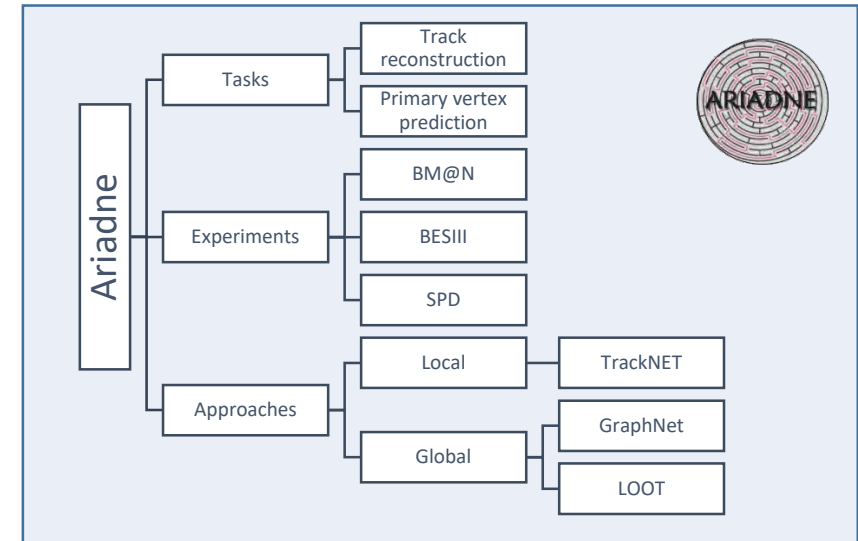 Ariadne
Tasks
Track
reconstruction
Primary vertex
prediction
Experiments
BM@N
BESIII
SPD
Approaches
Local
TrackNET
Global
GraphNet
LOOT
ARIADNE